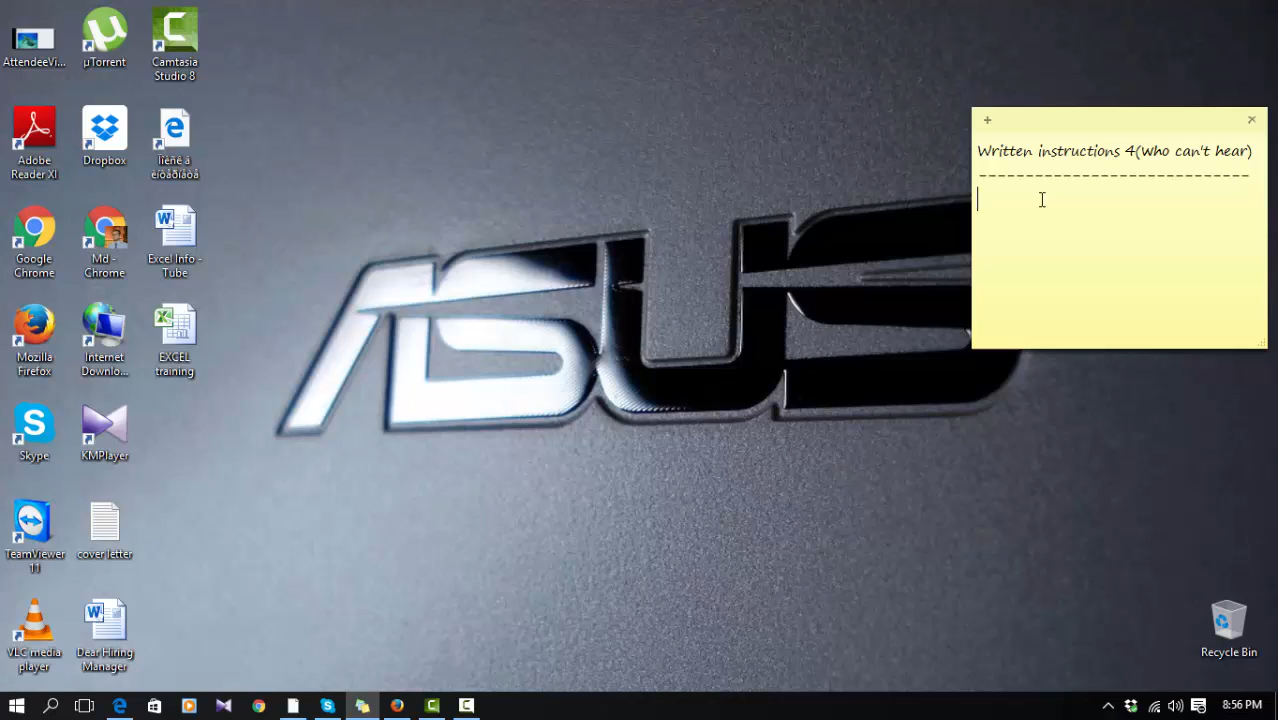 AttendeeVi...
µTorrent
Camtasia
Studio 8
Adobe
Reader XI
Dropbox
Ïîèñê â
èíòåðíåòå
Google
Chrome
Md -
Chrome
Excel Info -
Tube
Mozilla
Firefox
Internet
Downlo...
EXCEL
training
Skype
KMPlayer
TeamViewer
11
cover letter
VLC media
player
Dear Hiring
Manager
ASUS
Written instructions 4(Who can't hear)
----------------------------
Recycle Bin
8:56 PM